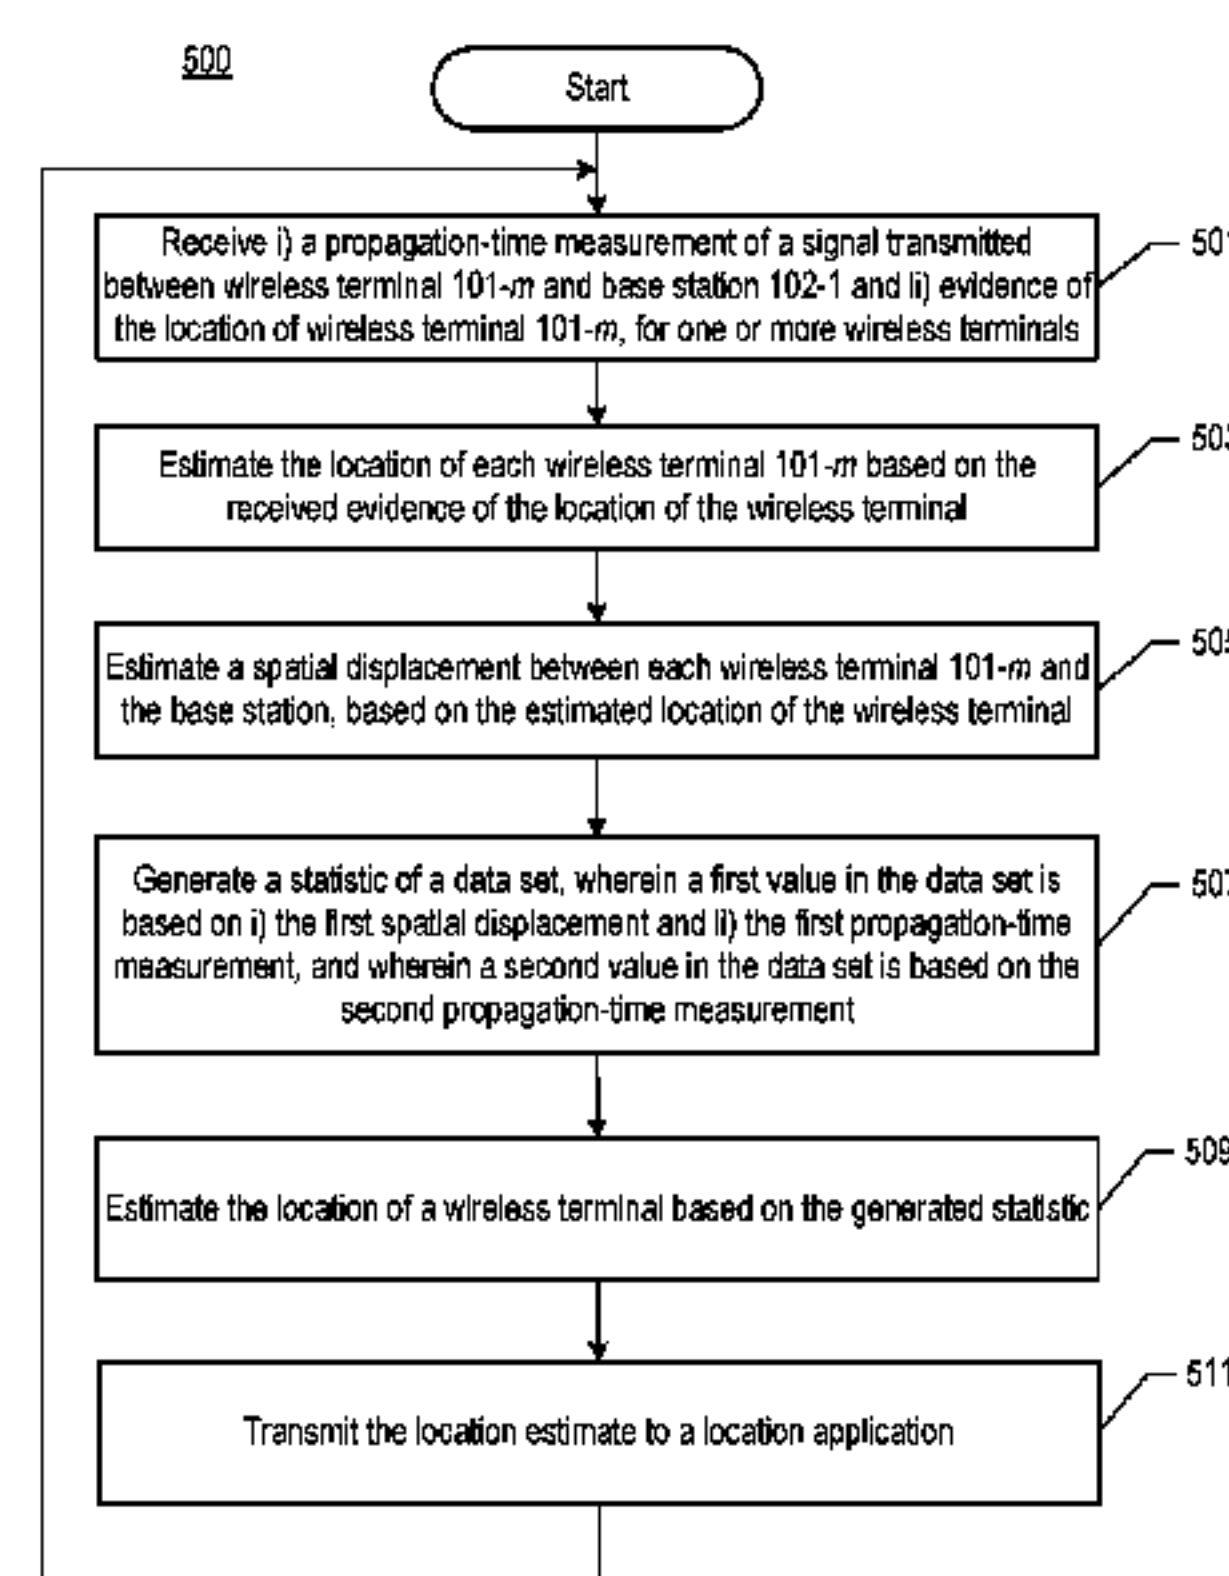 500
Start
Receive i) a propagation-time measurement of a signal transmitted
between wireless terminal 101-m and base station 102-1 and ii) evidence of
the location of wireless terminal 101-m, for one or more wireless terminals
501
Estimate the location of each wireless terminal 101-m based on the
received evidence of the location of the wireless terminal
503
Estimate a spatial displacement between each wireless terminal 101-m and
the base station, based on the estimated location of the wireless terminal
505
Generate a statistic of a data set, wherein a first value in the data set is
based on i) the first spatial displacement and ii) the first propagation-time
measurement, and wherein a second value in the data set is based on the
second propagation-time measurement
507
Estimate the location of a wireless terminal based on the generated statistic
509
Transmit the location estimate to a location application
511